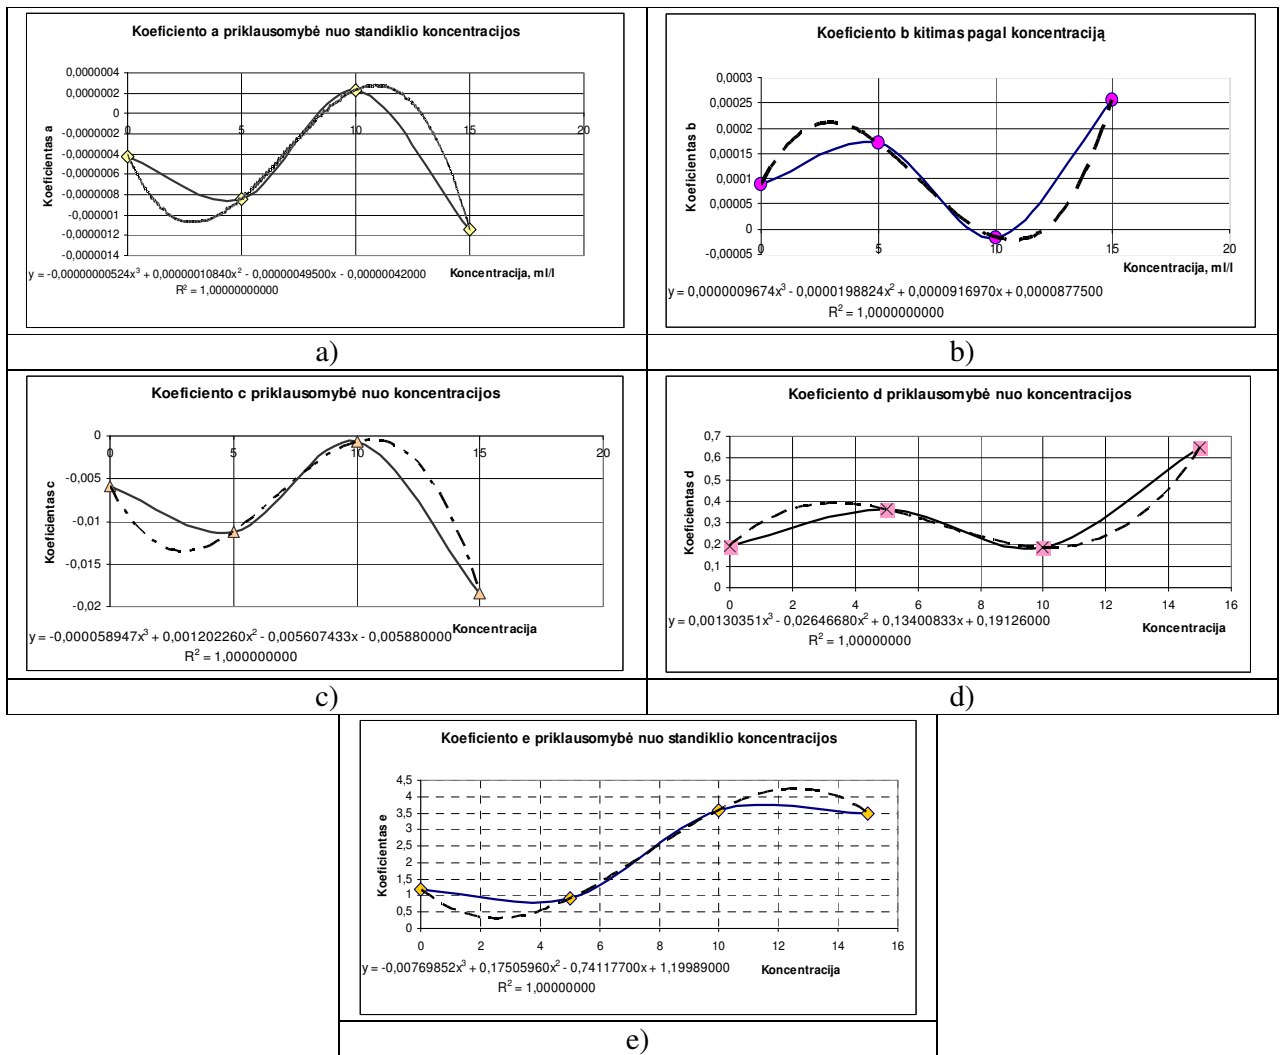 Koeficiento a priklausomybė nuo standiklio koncentracijos
Koeficientas a
0,0000004
0,0000002
0
-0,0000002
-0,0000004
-0,0000006
-0,0000008
-0,000001
-0,0000012
-0,0000014
0 5 10 15 20
Koncentracija, ml/l
y = -0,00000000524x³ + 0,00000010840x² - 0,00000049500x - 0,00000042000
R² = 1,00000000000
a)
Koeficiento b kitimas pagal koncentraciją
Koeficientas b
0,0003
0,00025
0,0002
0,00015
0,0001
0,00005
0
-0,00005
0 5 10 15 20
Koncentracija, ml/l
y = 0,0000009674x³ - 0,0000198824x² + 0,0000916970x + 0,0000877500
R² = 1,0000000000
b)
Koeficiento c priklausomybė nuo koncentracijos
Koeficientas c
0
-0,005
-0,01
-0,015
-0,02
0 5 10 15 20
Koncentracija
y = -0,000058947x³ + 0,001202260x² - 0,005607433x - 0,005880000
R² = 1,000000000
c)
Koeficiento d priklausomybė nuo koncentracijos
Koeficientas d
0,7
0,6
0,5
0,4
0,3
0,2
0,1
0
0 2 4 6 8 10 12 14 16
Koncentracija
y = 0,00130351x³ - 0,02646680x² + 0,13400833x + 0,19126000
R² = 1,00000000
d)
Koeficiento e priklausomybė nuo standiklio koncentracijos
Koeficientas e
4,5
4
3,5
3
2,5
2
1,5
1
0,5
0
0 2 4 6 8 10 12 14 16
Koncentracija
y = -0,00769852x³ + 0,17505960x² - 0,74117700x + 1,19989000
R² = 1,00000000
e)